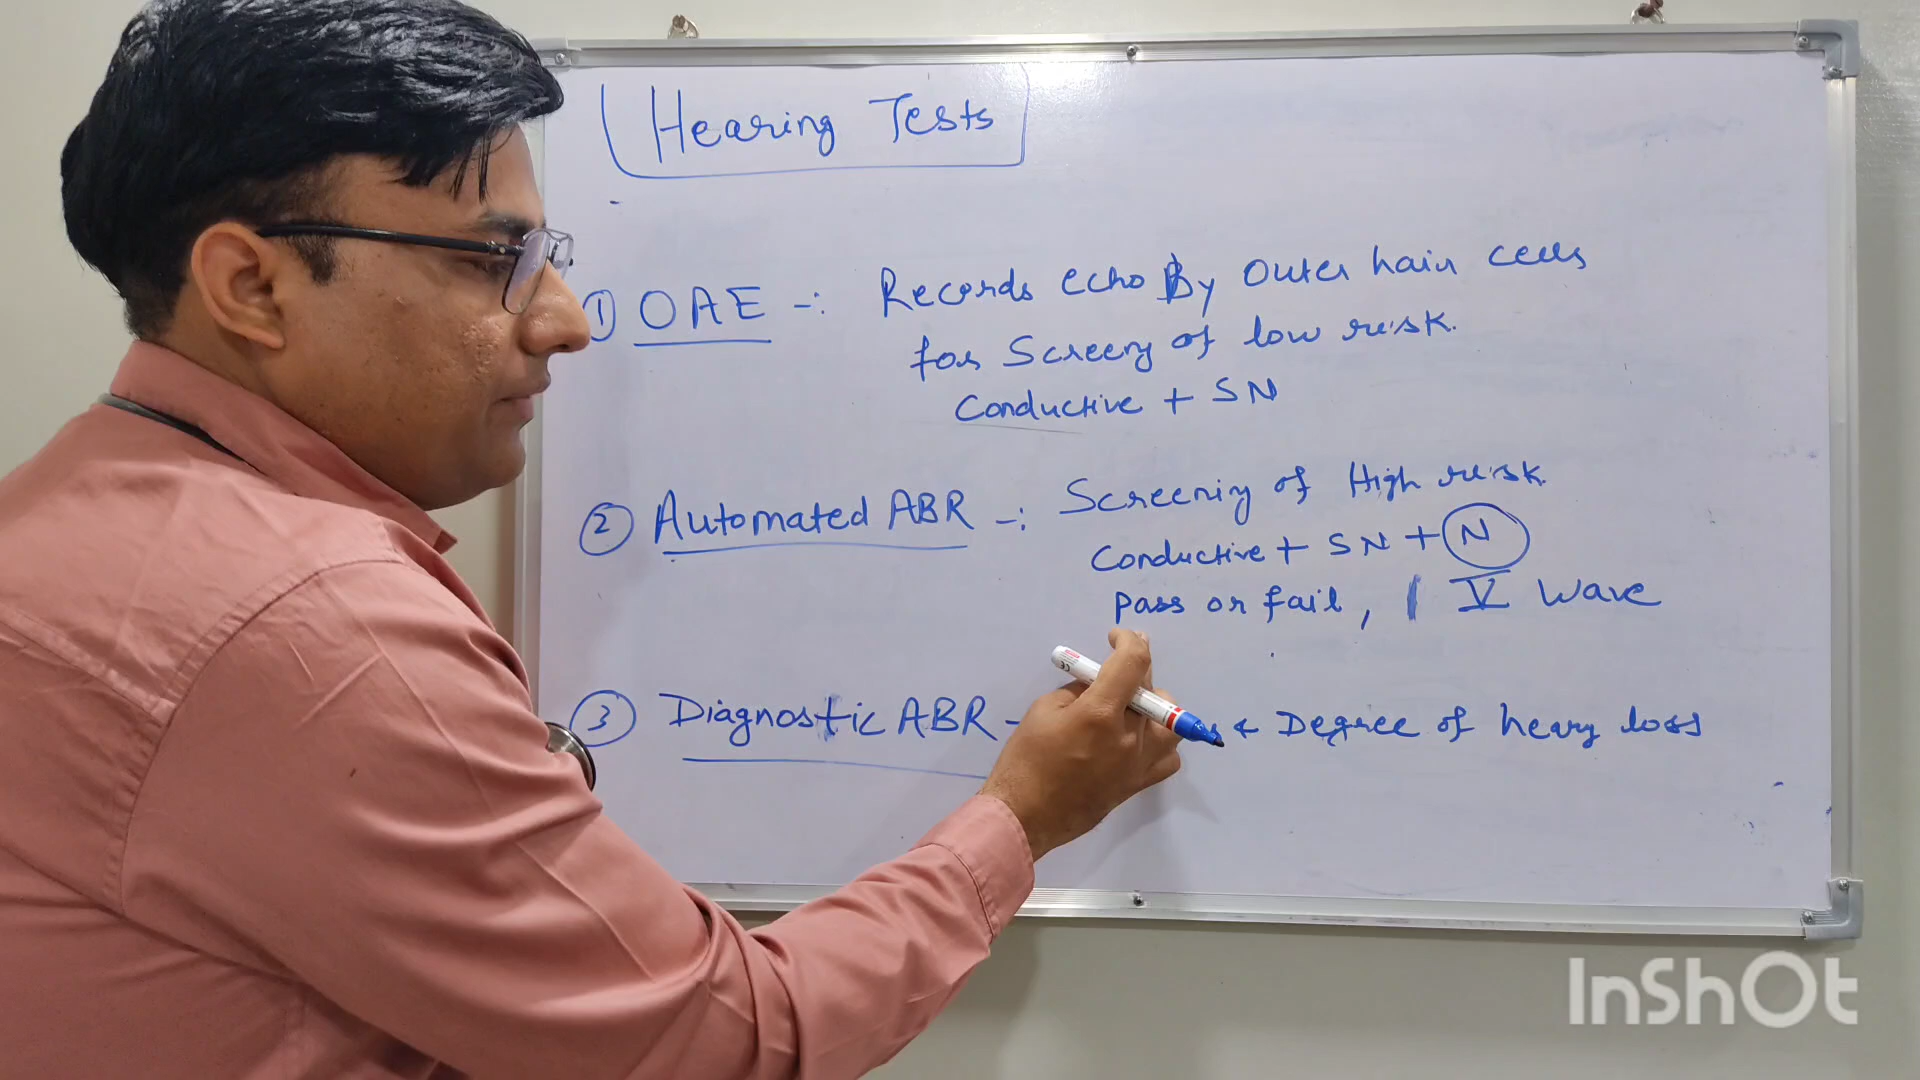 Hearing Tests
1) OAE -: Records echo By Outer hair cells
for Screeny of low risk.
Conductive + SN
2 Automated ABR -: Screeniy of High risk.
Conductive + SN + N
pass or fail, V Wave
3 Diagnostic ABR - & Degree of heary loss
InShOt